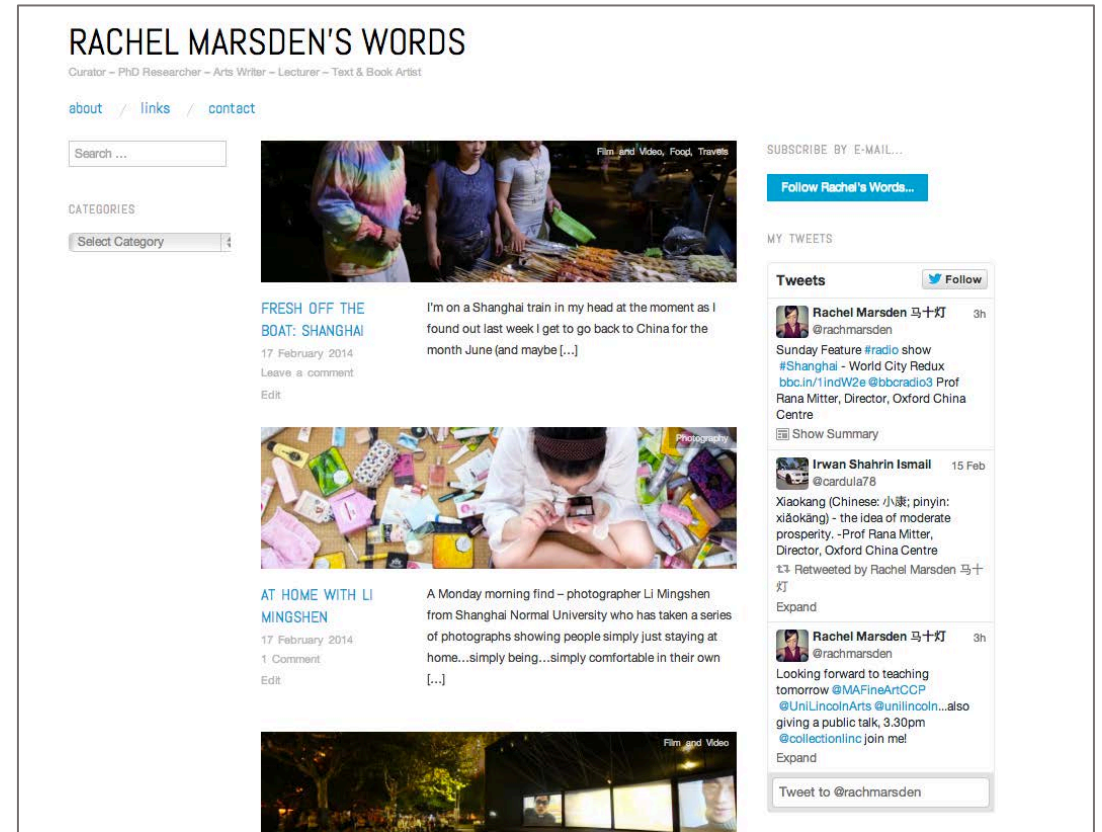 RACHEL MARSDEN'S WORDS
Curator – PhD Researcher – Arts Writer – Lecturer – Text & Book Artist
about / links / contact
Search ...
CATEGORIES
Select Category
Film and Video, Food, Travels
FRESH OFF THE
BOAT: SHANGHAI
17 February 2014
Leave a comment
Edit
I'm on a Shanghai train in my head at the moment as I
found out last week I get to go back to China for the
month June (and maybe [...]
Photography
AT HOME WITH LI
MINGSHEN
17 February 2014
1 Comment
Edit
A Monday morning find – photographer Li Mingshen
from Shanghai Normal University who has taken a series
of photographs showing people simply just staying at
home...simply being...simply comfortable in their own
[...]
Film and Video
SUBSCRIBE BY E-MAIL...
Follow Rachel's Words...
MY TWEETS
Tweets
Follow
Rachel Marsden 马十灯 3h
@rachmarsden
Sunday Feature #radio show
#Shanghai - World City Redux
bbc.in/1indW2e @bbcradio3 Prof
Rana Mitter, Director, Oxford China
Centre
Show Summary
Irwan Shahrin Ismail 15 Feb
@cardula78
Xiaokang (Chinese: 小康; pinyin:
xiǎokāng) - the idea of moderate
prosperity. -Prof Rana Mitter,
Director, Oxford China Centre
Retweeted by Rachel Marsden 马十
灯
Expand
Rachel Marsden 马十灯 3h
@rachmarsden
Looking forward to teaching
tomorrow @MAFineArtCCP
@UniLincolnArts @unilincoln...also
giving a public talk, 3.30pm
@collectionlinc join me!
Expand
Tweet to @rachmarsden